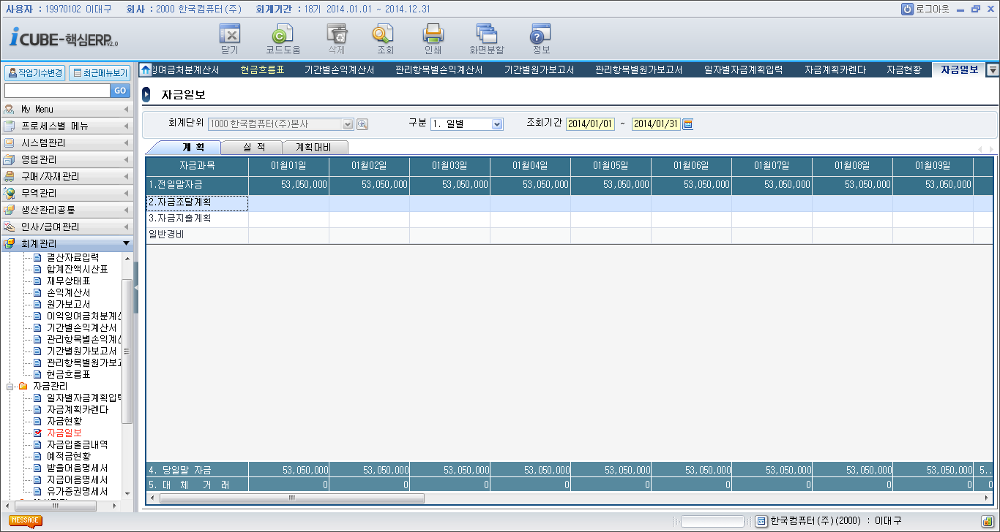 사용자 : 19970102 이대구 회사 : 2000 한국컴퓨터(주) 회계기간 : 18기 2014.01.01 ~ 2014.12.31 로그아웃
iCUBE-핵심ERP v2.0
닫기 코드도움 삭제 조회 인쇄 화면분할 정보
작업기수변경 최근메뉴보기
잉여금처분계산서 현금흐름표 기간별손익계산서 관리항목별손익계산서 기간별원가보고서 관리항목별원가보고서 일자별자금계획입력 자금계획카렌다 자금현황 자금일보
GO
자금일보
My Menu
프로세스별 메뉴
시스템관리
영업관리
구매/자재관리
무역관리
생산관리공통
인사/급여관리
회계관리
결산자료입력
합계잔액시산표
재무상태표
손익계산서
원가보고서
이익잉여금처분계산
기간별손익계산서
관리항목별손익계산
기간별원가보고서
관리항목별원가보고
현금흐름표
자금관리
일자별자금계획입력
자금계획카렌다
자금현황
자금일보
자금입출금내역
예적금현황
받을어음명세서
지급어음명세서
유가증권명세서
회계단위 1000 한국컴퓨터(주)본사 구분 1. 일별 조회기간 2014/01/01 ~ 2014/01/31
계 획 실 적 계획대비
자금과목 01월01일 01월02일 01월03일 01월04일 01월05일 01월06일 01월07일 01월08일 01월09일
1.전일말자금 53,050,000 53,050,000 53,050,000 53,050,000 53,050,000 53,050,000 53,050,000 53,050,000 53,050,000
2.자금조달계획
3.자금지출계획
일반경비
4. 당일말 자금 53,050,000 53,050,000 53,050,000 53,050,000 53,050,000 53,050,000 53,050,000 53,050,000 53,050,000 5..
5. 대 체 거 래 0 0 0 0 0 0 0 0 0 0
MESSAGE
한국컴퓨터(주)(2000) : 이대구